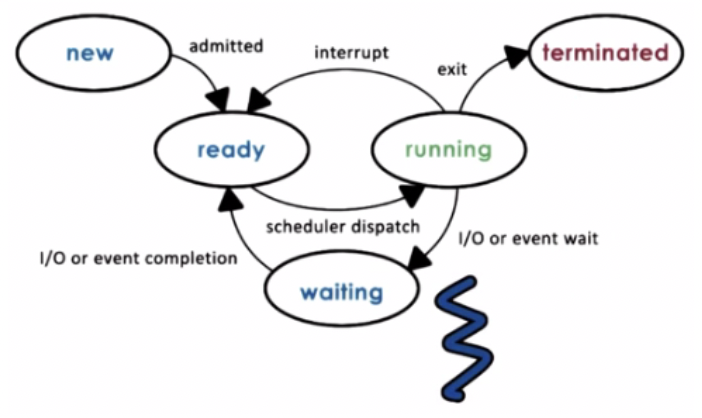 new
admitted
interrupt
exit
terminated
ready
running
scheduler dispatch
I/O or event completion
I/O or event wait
waiting